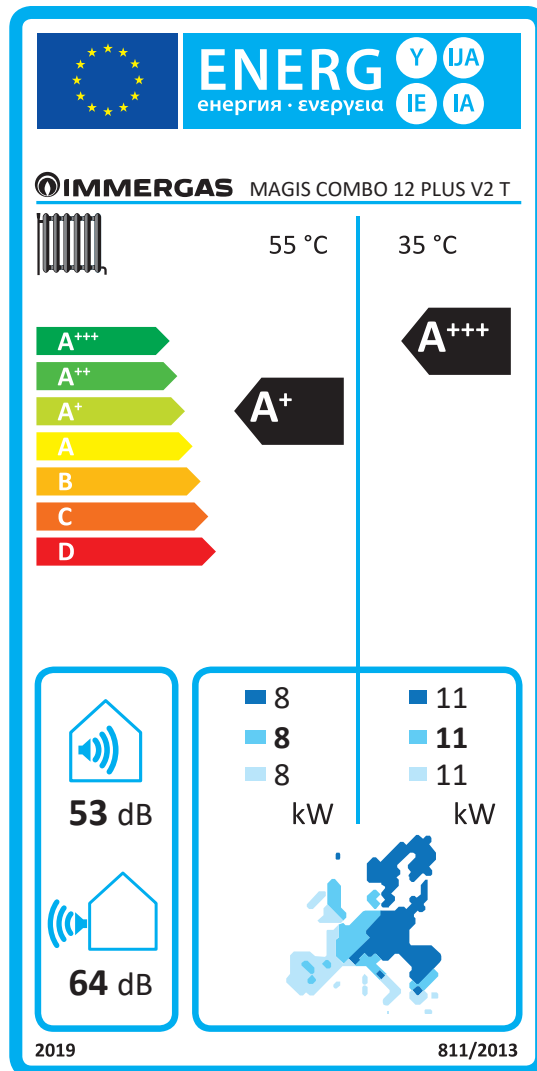 ENERG Y IJA
енергия · ενεργεια IE IA
IMMERGAS MAGIS COMBO 12 PLUS V2 T
55 °C 35 °C
A+++
A+++
A++
A+
A+
A
B
C
D
8 11
8 11
8 11
kW kW
53 dB
64 dB
2019 811/2013